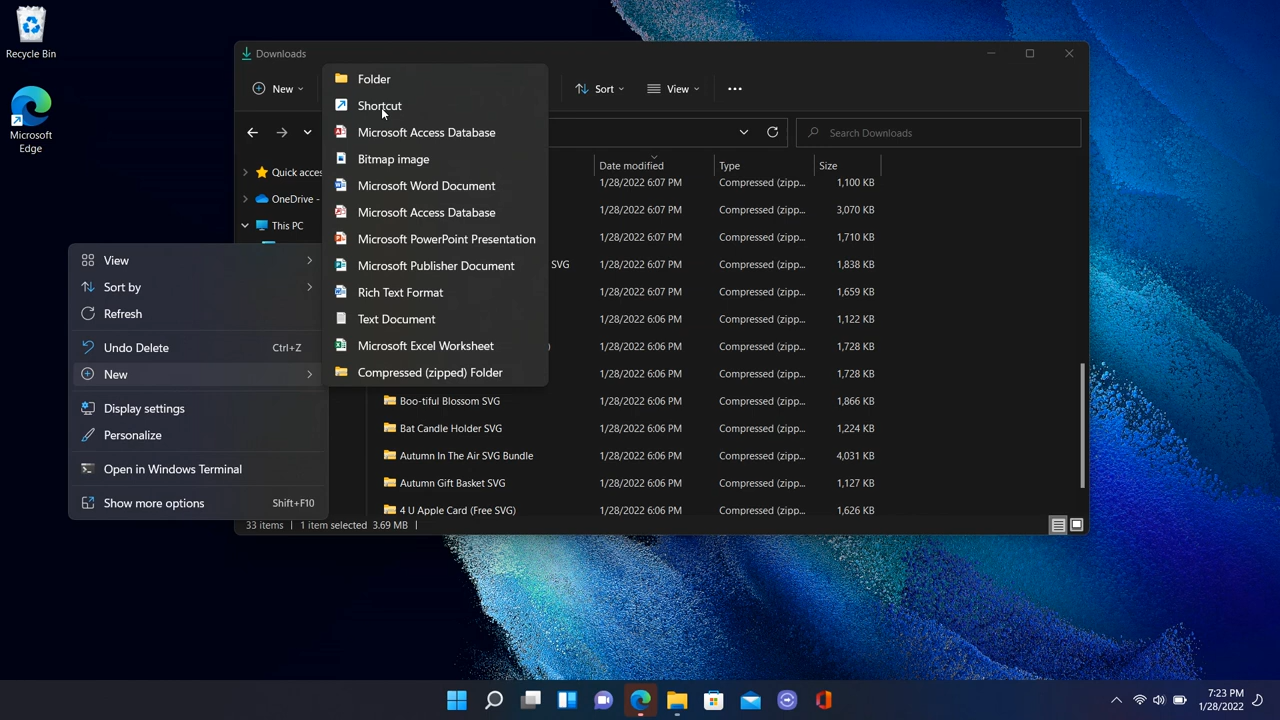 Recycle Bin
Microsoft
Edge
Downloads
New
Sort
View
Search Downloads
Quick acces
OneDrive -
This PC
Date modified
Type
Size
1/28/2022 6:07 PM Compressed (zipp... 1,100 KB
1/28/2022 6:07 PM Compressed (zipp... 3,070 KB
1/28/2022 6:07 PM Compressed (zipp... 1,710 KB
SVG 1/28/2022 6:07 PM Compressed (zipp... 1,838 KB
1/28/2022 6:07 PM Compressed (zipp... 1,659 KB
1/28/2022 6:06 PM Compressed (zipp... 1,122 KB
) 1/28/2022 6:06 PM Compressed (zipp... 1,728 KB
1/28/2022 6:06 PM Compressed (zipp... 1,728 KB
Boo-tiful Blossom SVG 1/28/2022 6:06 PM Compressed (zipp... 1,866 KB
Bat Candle Holder SVG 1/28/2022 6:06 PM Compressed (zipp... 1,224 KB
Autumn In The Air SVG Bundle 1/28/2022 6:06 PM Compressed (zipp... 4,031 KB
Autumn Gift Basket SVG 1/28/2022 6:06 PM Compressed (zipp... 1,127 KB
4 U Apple Card (Free SVG) 1/28/2022 6:06 PM Compressed (zipp... 1,626 KB
33 items | 1 item selected 3.69 MB |
View
Sort by
Refresh
Undo Delete Ctrl+Z
New
Display settings
Personalize
Open in Windows Terminal
Show more options Shift+F10
Folder
Shortcut
Microsoft Access Database
Bitmap image
Microsoft Word Document
Microsoft Access Database
Microsoft PowerPoint Presentation
Microsoft Publisher Document
Rich Text Format
Text Document
Microsoft Excel Worksheet
Compressed (zipped) Folder
7:23 PM
1/28/2022